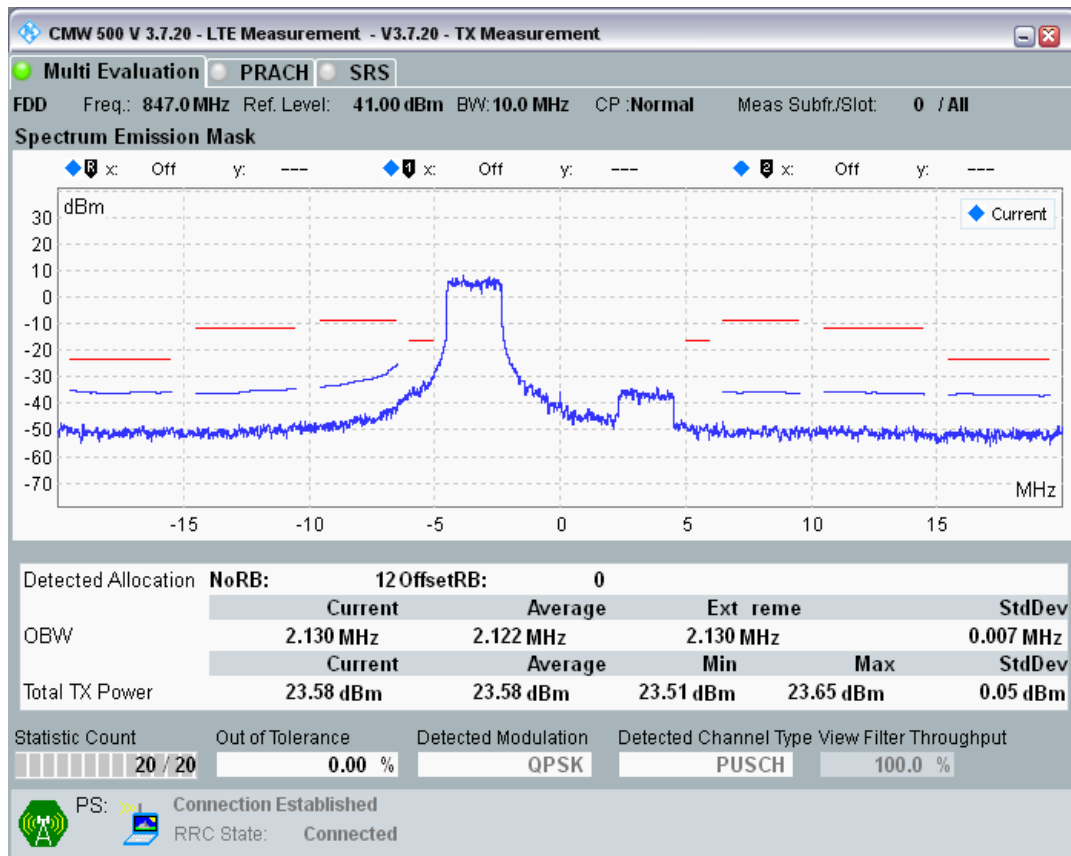 CMW 500 V 3.7.20 - LTE Measurement - V3.7.20 - TX Measurement
Multi Evaluation PRACH SRS
FDD Freq.: 847.0 MHz Ref. Level: 41.00 dBm BW: 10.0 MHz CP :Normal Meas Subfr./Slot: 0 / All
Spectrum Emission Mask
R x: Off y: --- 1 x: Off y: --- 2 x: Off y: ---
dBm
Current
30
20
10
0
-10
-20
-30
-40
-50
-60
-70
MHz
-15 -10 -5 0 5 10 15
Detected Allocation NoRB: 12 OffsetRB: 0
Current Average Ext reme StdDev
OBW 2.130 MHz 2.122 MHz 2.130 MHz 0.007 MHz
Current Average Min Max StdDev
Total TX Power 23.58 dBm 23.58 dBm 23.51 dBm 23.65 dBm 0.05 dBm
Statistic Count Out of Tolerance Detected Modulation Detected Channel Type View Filter Throughput
20 / 20 0.00 % QPSK PUSCH 100.0 %
PS: Connection Established
RRC State: Connected